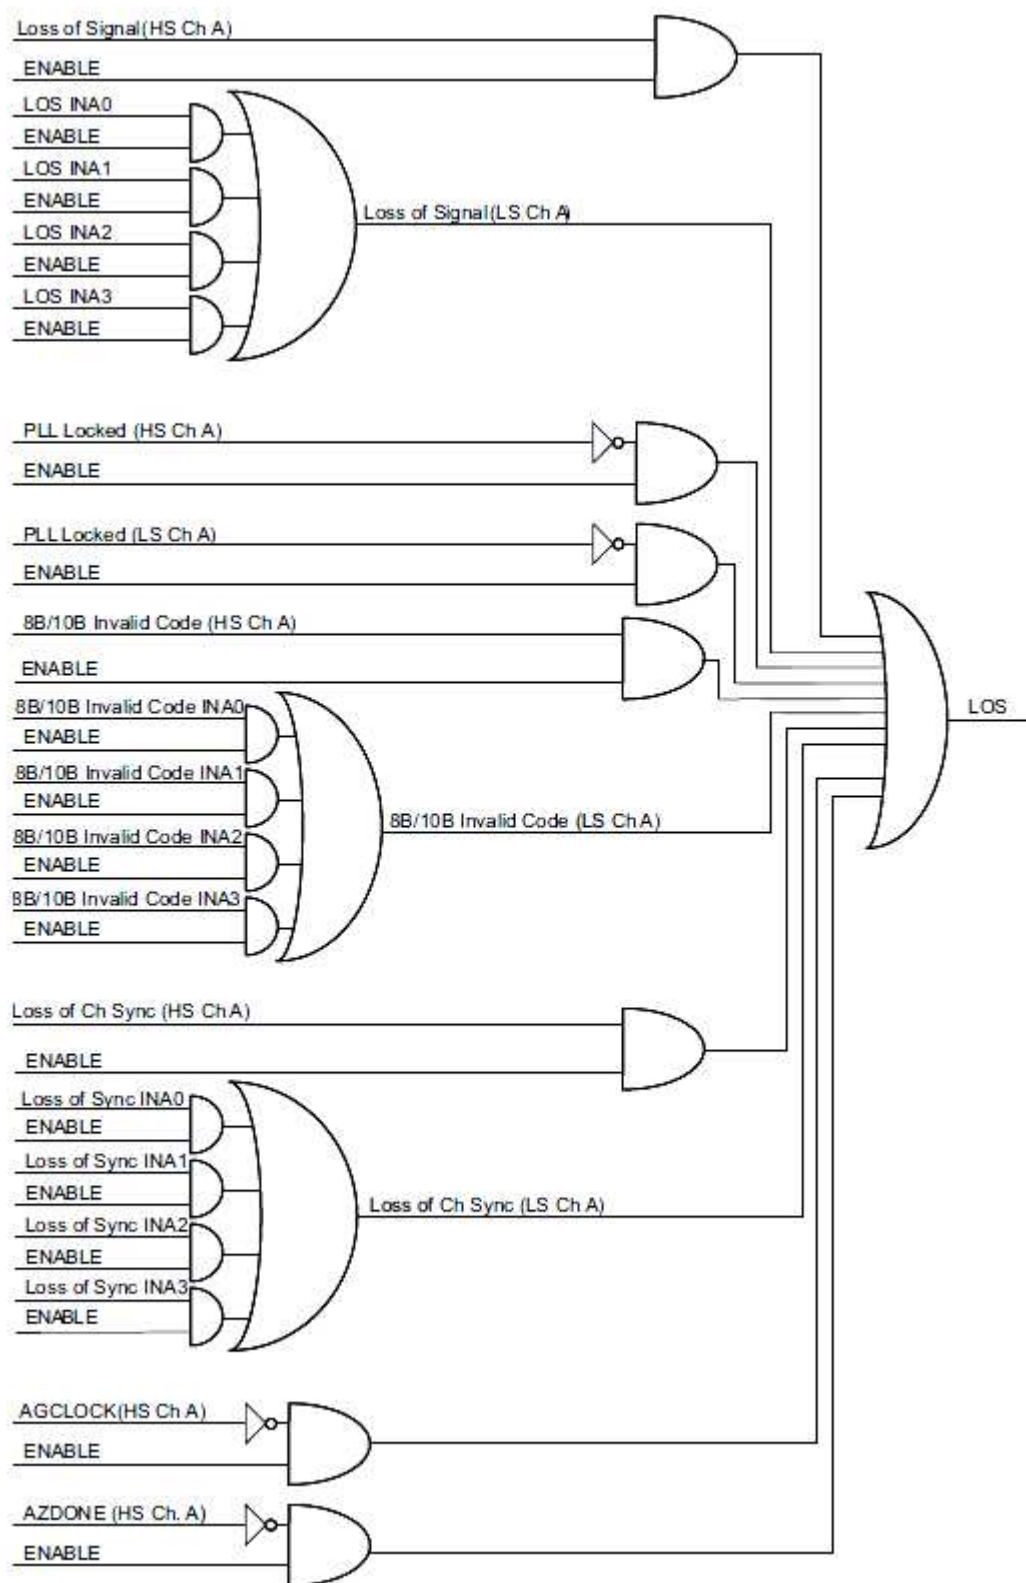 Loss of Signal(HS Ch A)
ENABLE
LOS INA0
ENABLE
LOS INA1
ENABLE
LOS INA2
ENABLE
LOS INA3
ENABLE
Loss of Signal(LS Ch A)
PLL Locked (HS Ch A)
ENABLE
PLL Locked (LS Ch A)
ENABLE
8B/10B Invalid Code (HS Ch A)
ENABLE
8B/10B Invalid Code INA0
ENABLE
8B/10B Invalid Code INA1
ENABLE
8B/10B Invalid Code INA2
ENABLE
8B/10B Invalid Code INA3
ENABLE
8B/10B Invalid Code (LS Ch A)
LOS
Loss of Ch Sync (HS Ch A)
ENABLE
Loss of Sync INA0
ENABLE
Loss of Sync INA1
ENABLE
Loss of Sync INA2
ENABLE
Loss of Sync INA3
ENABLE
Loss of Ch Sync (LS Ch A)
AGCLOCK(HS Ch A)
ENABLE
AZDONE (HS Ch. A)
ENABLE